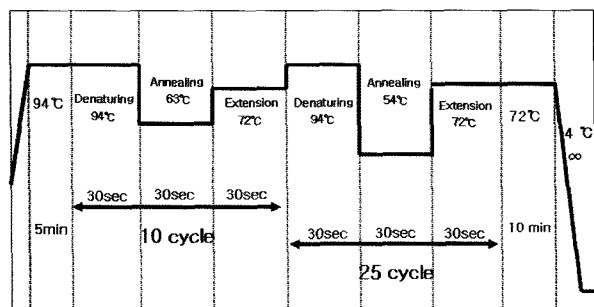 94℃
Denaturing
94℃
Annealing
63℃
Extension
72℃
Denaturing
94℃
Annealing
54℃
Extension
72℃
72℃
4 ℃
∞
30sec 30sec 30sec
5min
10 cycle
30sec 30sec 30sec
10 min
25 cycle